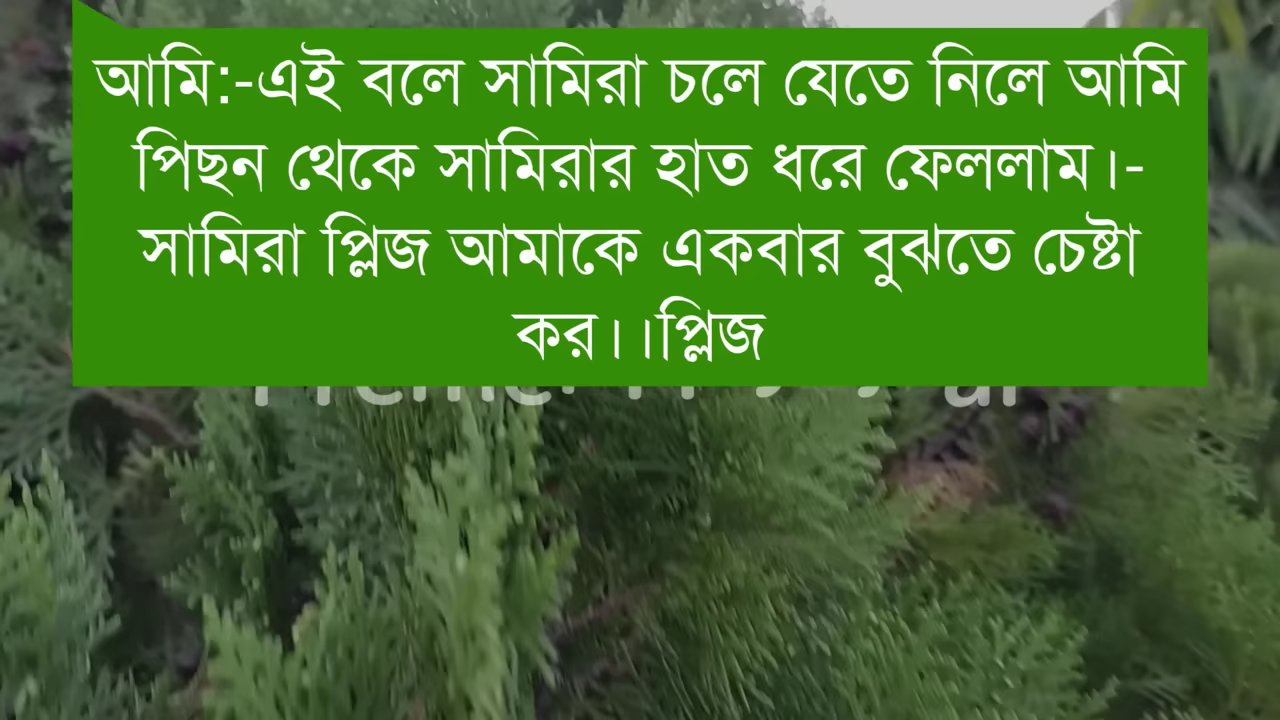 আমি:-এই বলে সামিরা চলে যেতে নিলে আমি
পিছন থেকে সামিরার হাত ধরে ফেললাম।-
সামিরা প্লিজ আমাকে একবার বুঝতে চেষ্টা
কর।।প্লিজ